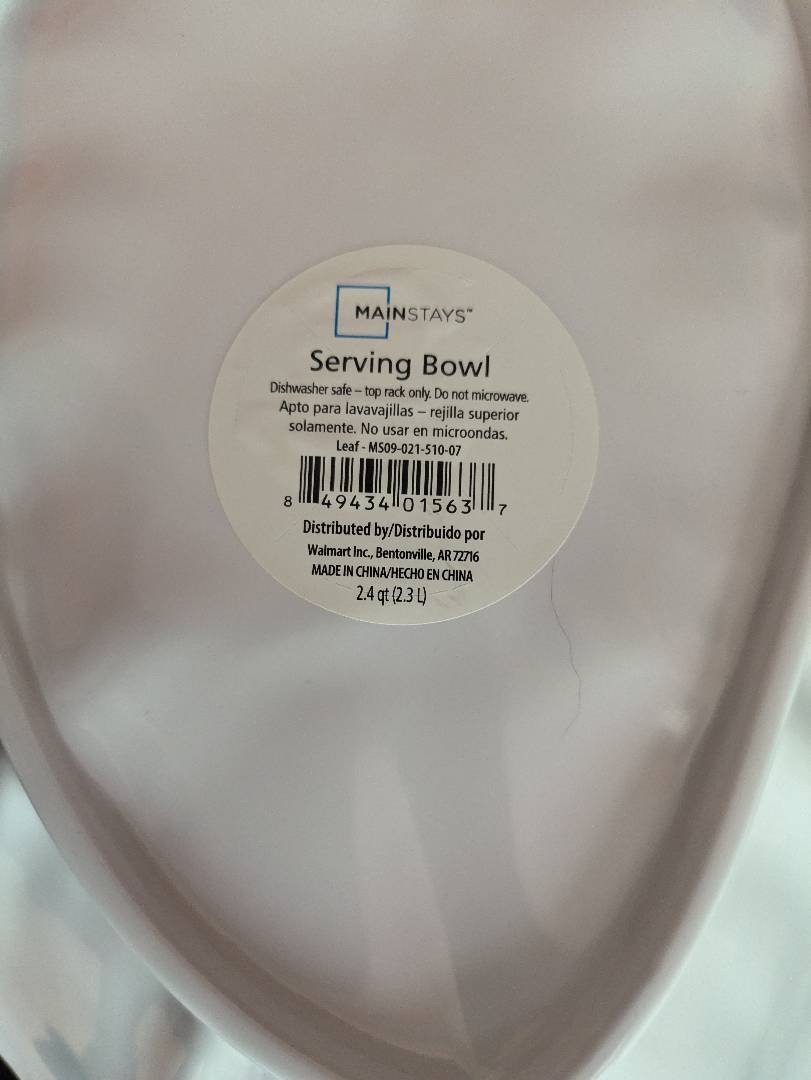 MAINSTAYS™
Serving Bowl
Dishwasher safe – top rack only. Do not microwave.
Apto para lavavajillas – rejilla superior
solamente. No usar en microondas.
Leaf - MS09-021-510-07
8 49434 01563 7
Distributed by/Distribuido por
Walmart Inc., Bentonville, AR 72716
MADE IN CHINA/HECHO EN CHINA
2.4 qt (2.3 L)